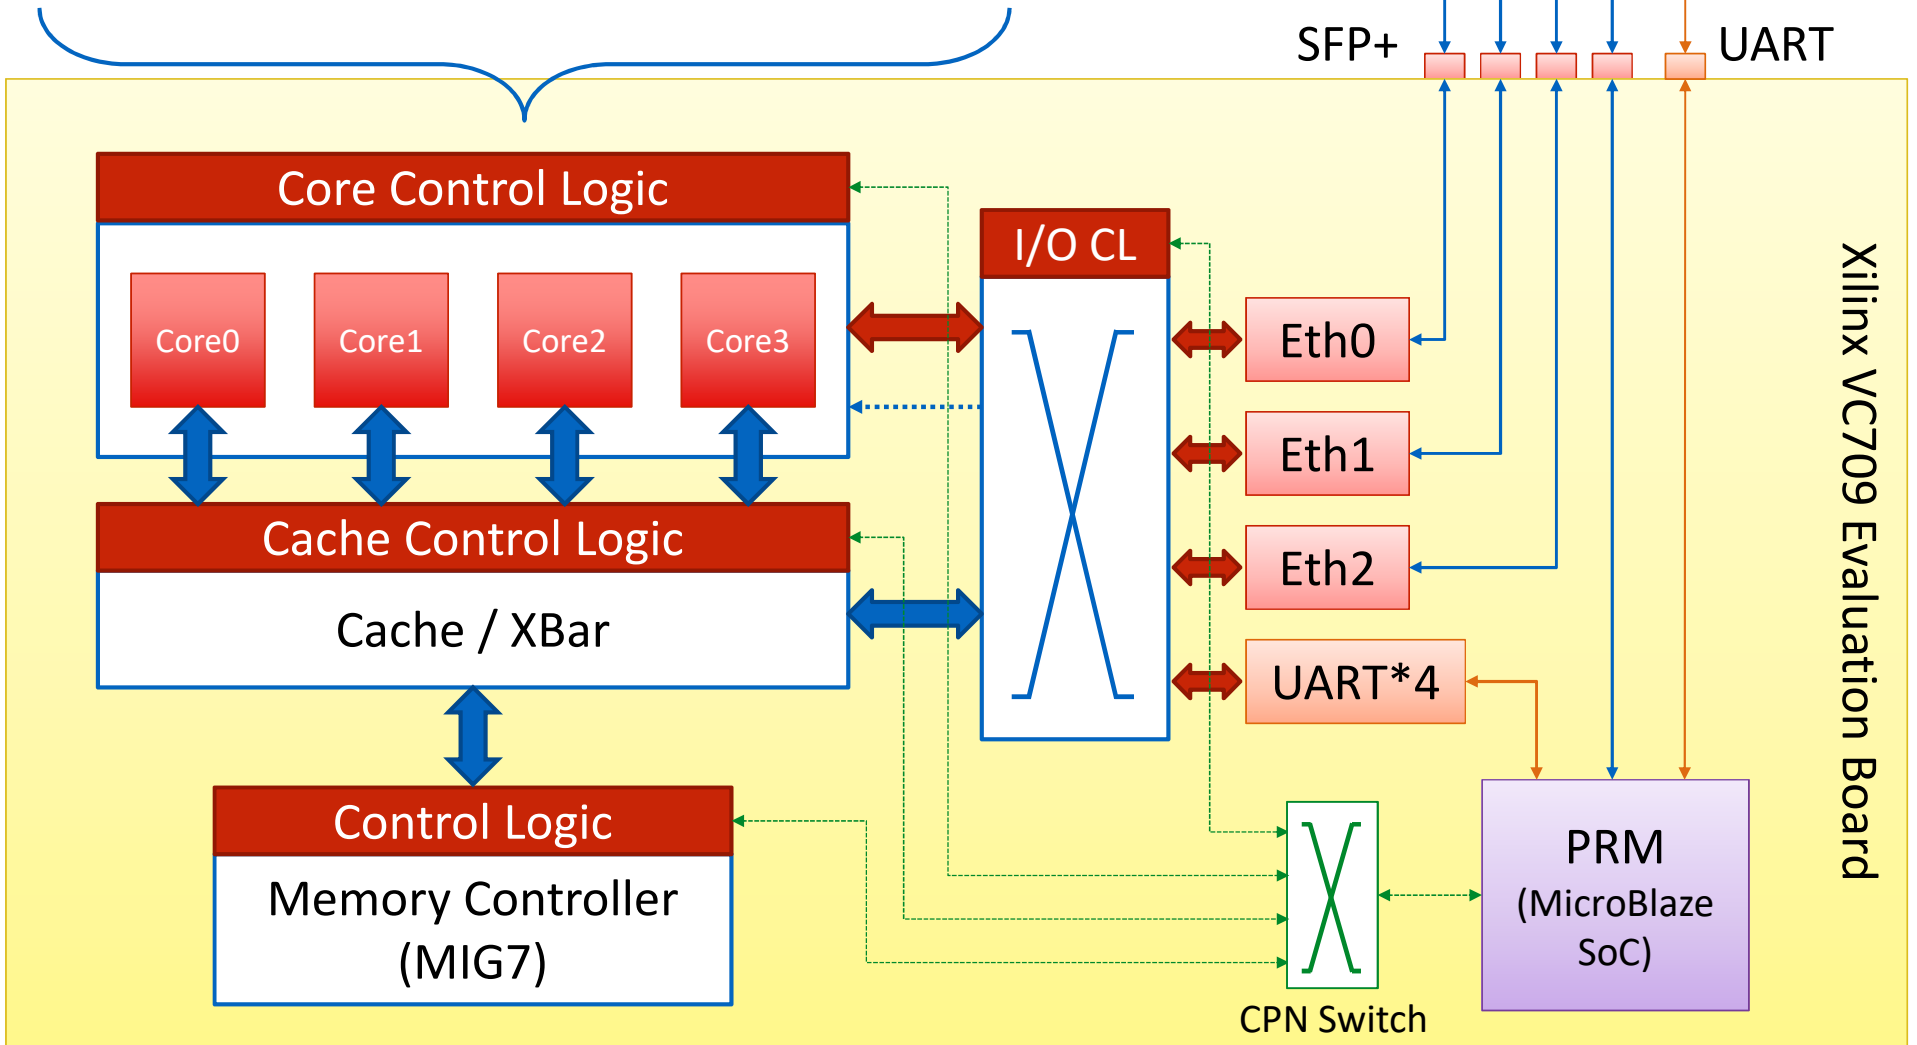 SFP+
UART
Core Control Logic
I/O CL
Core0
Core1
Core2
Core3
Eth0
Eth1
Eth2
UART*4
Cache Control Logic
Cache / XBar
Control Logic
Memory Controller
(MIG7)
CPN Switch
PRM
(MicroBlaze
SoC)
Xilinx VC709 Evaluation Board